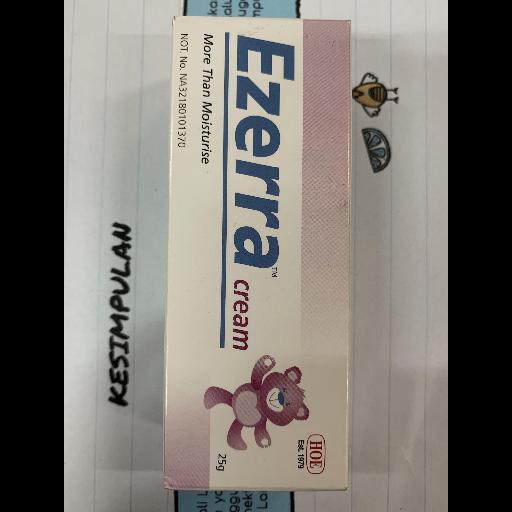 Ezerra™ cream
More Than Moisturise
NOT. No. NA32180101370
HOE
Est. 1979
25g
KESIMPULAN